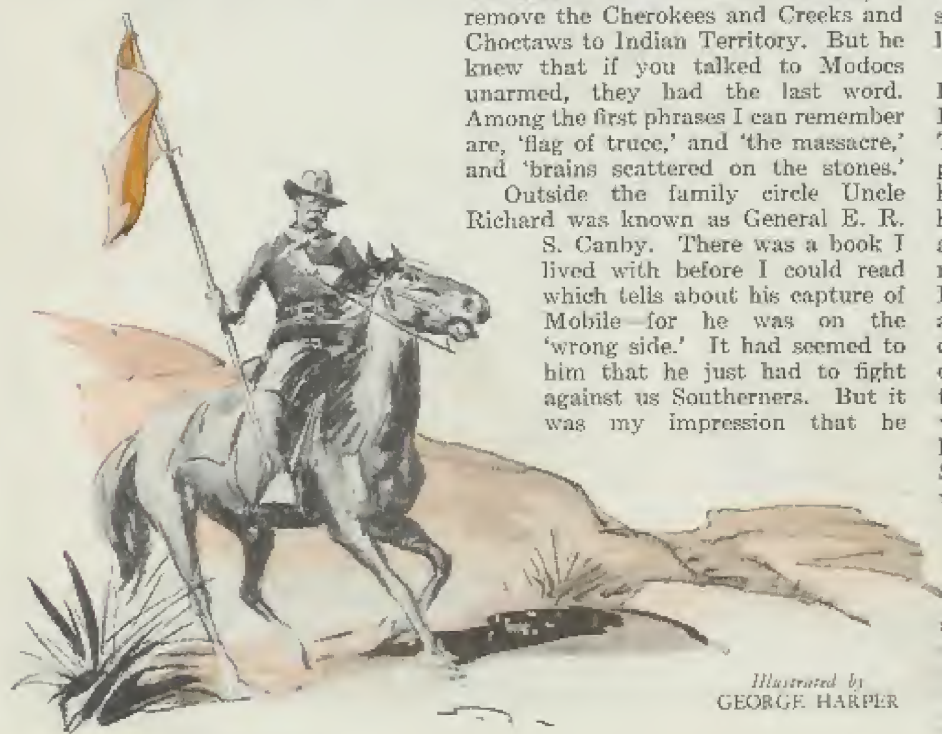 remove the Cherokees and Creeks and
Choctaws to Indian Territory. But he
knew that if you talked to Modocs
unarmed, they had the last word.
Among the first phrases I can remember
are, ‘flag of truce,’ and ‘the massacre,’
and ‘brains scattered on the stones.’
Outside the family circle Uncle
Richard was known as General E. R.
S. Canby. There was a book I
lived with before I could read
which tells about his capture of
Mobile—for he was on the
‘wrong side.’ It had seemed to
him that he just had to fight
against us Southerners. But it
was my impression that he
Illustrated by
GEORGE HARPER